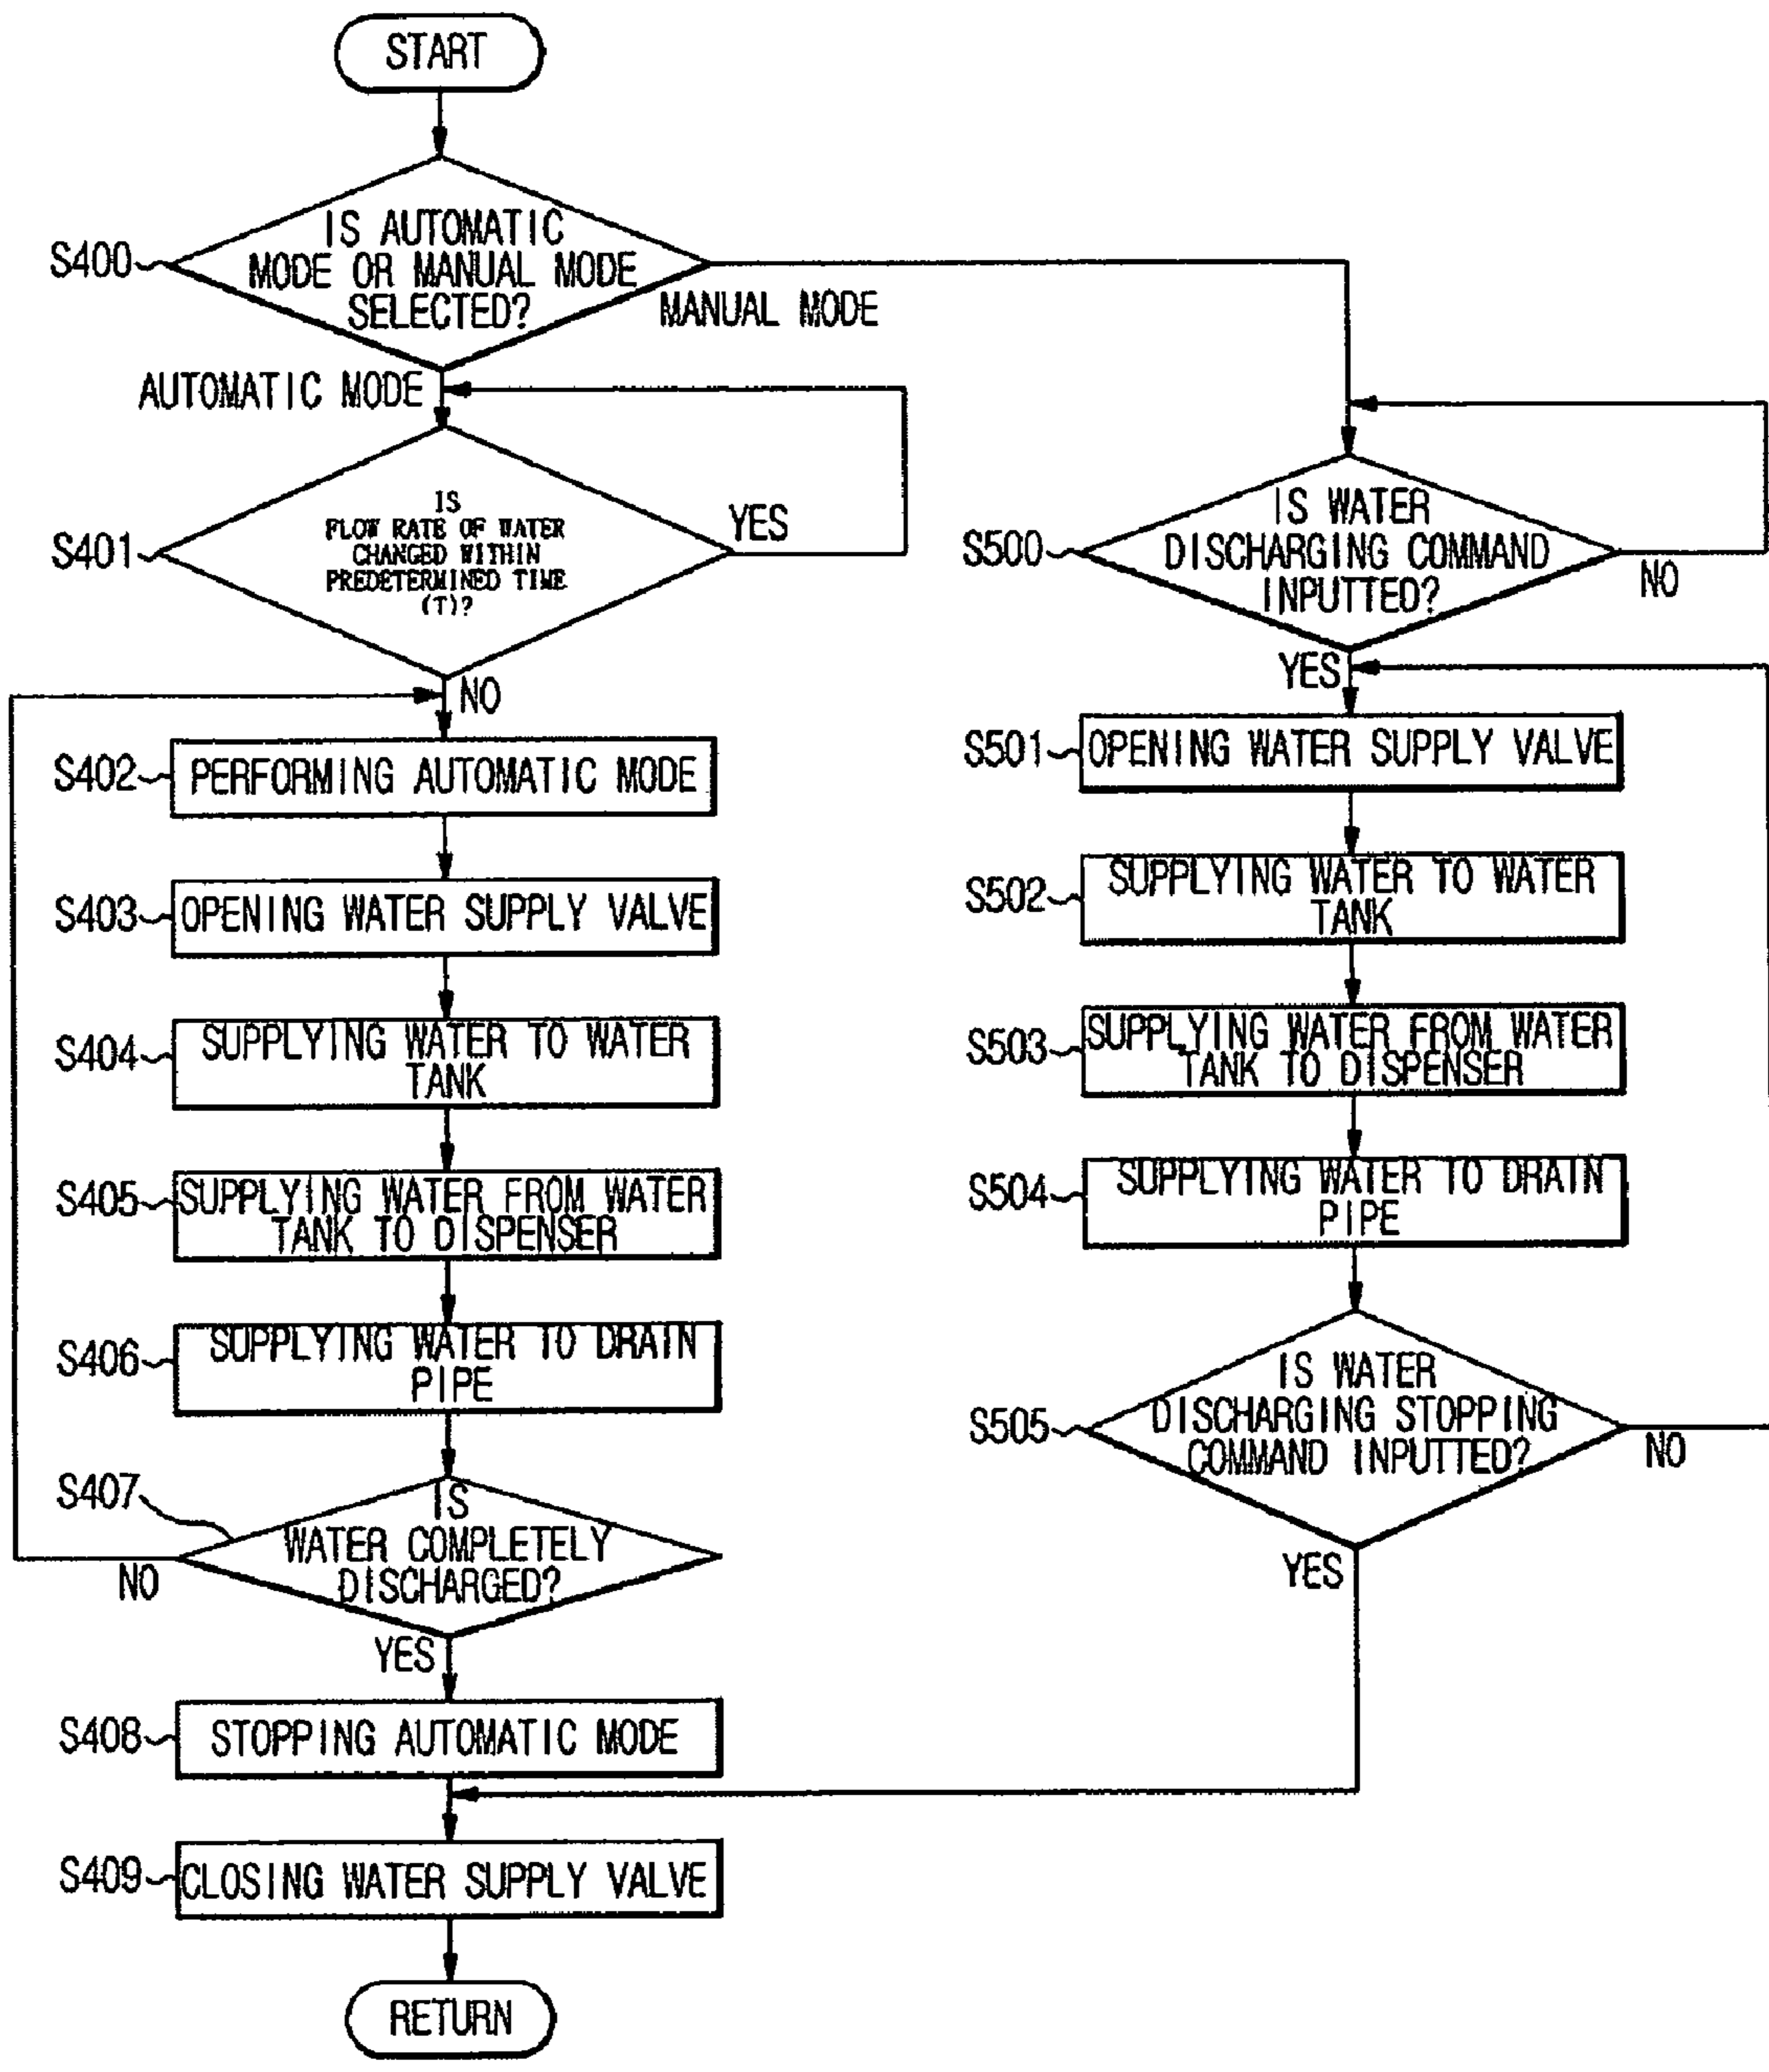 START
S400
IS AUTOMATIC
MODE OR MANUAL MODE
SELECTED?
MANUAL MODE
AUTOMATIC MODE
S401
IS
FLOW RATE OF WATER
CHANGED WITHIN
PREDETERMINED TIME
(T)?
YES
NO
S402
PERFORMING AUTOMATIC MODE
S403
OPENING WATER SUPPLY VALVE
S404
SUPPLYING WATER TO WATER
TANK
S405
SUPPLYING WATER FROM WATER
TANK TO DISPENSER
S406
SUPPLYING WATER TO DRAIN
PIPE
S407
IS
WATER COMPLETELY
DISCHARGED?
NO
YES
S408
STOPPING AUTOMATIC MODE
S409
CLOSING WATER SUPPLY VALVE
RETURN
S500
IS WATER
DISCHARGING COMMAND
INPUTTED?
NO
YES
S501
OPENING WATER SUPPLY VALVE
S502
SUPPLYING WATER TO WATER
TANK
S503
SUPPLYING WATER FROM WATER
TANK TO DISPENSER
S504
SUPPLYING WATER TO DRAIN
PIPE
S505
IS WATER
DISCHARGING STOPPING
COMMAND INPUTTED?
NO
YES